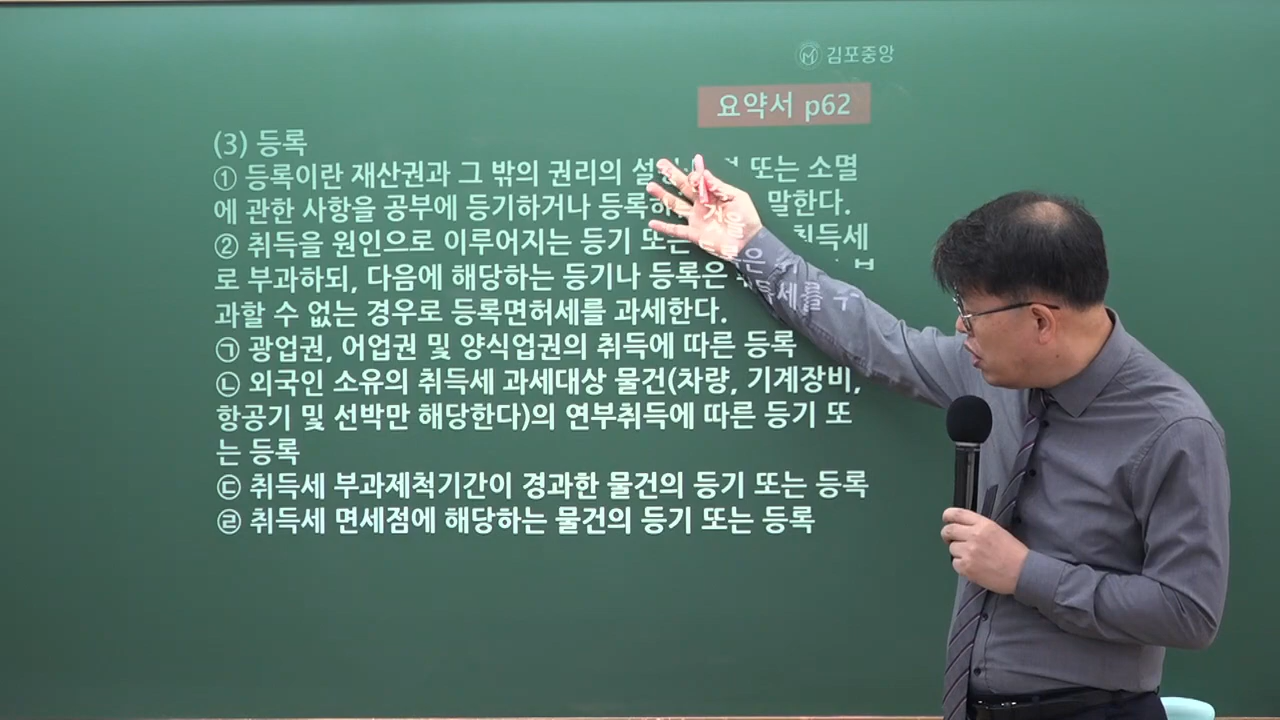 김포중앙
요약서 p62
(3) 등록
① 등록이란 재산권과 그 밖의 권리의 또는 소멸
에 관한 사항을 공부에 등기하거나 말한다.
② 취득을 원인으로 이루어지는 등기 또는 취득세
로 부과하되, 다음에 해당하는 등기나 등록은
과할 수 없는 경우로 등록면허세를 과세한다.
㉠ 광업권, 어업권 및 양식업권의 취득에 따른 등록
㉡ 외국인 소유의 취득세 과세대상 물건(차량, 기계장비,
항공기 및 선박만 해당한다)의 연부취득에 따른 등기 또
는 등록
㉢ 취득세 부과제척기간이 경과한 물건의 등기 또는 등록
㉣ 취득세 면세점에 해당하는 물건의 등기 또는 등록